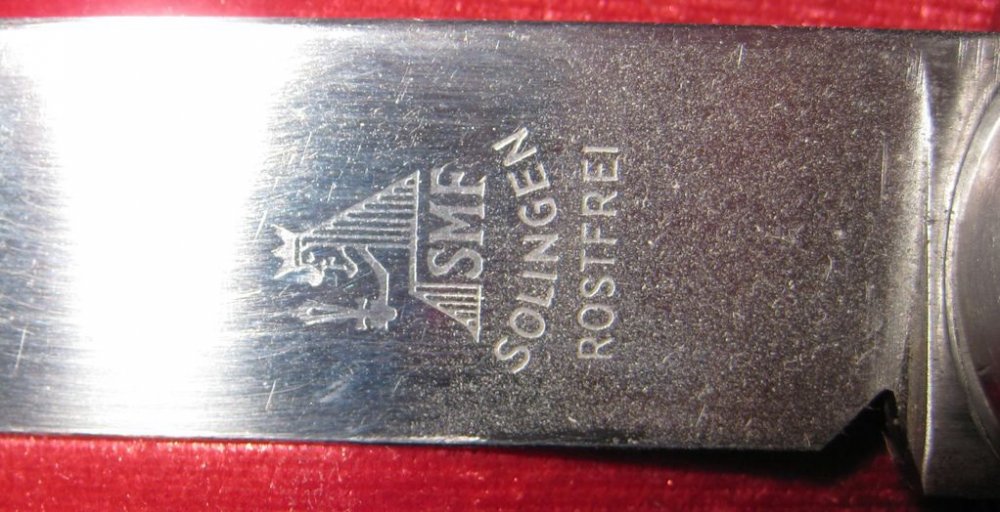 SMF
SOLINGEN
ROSTFREI